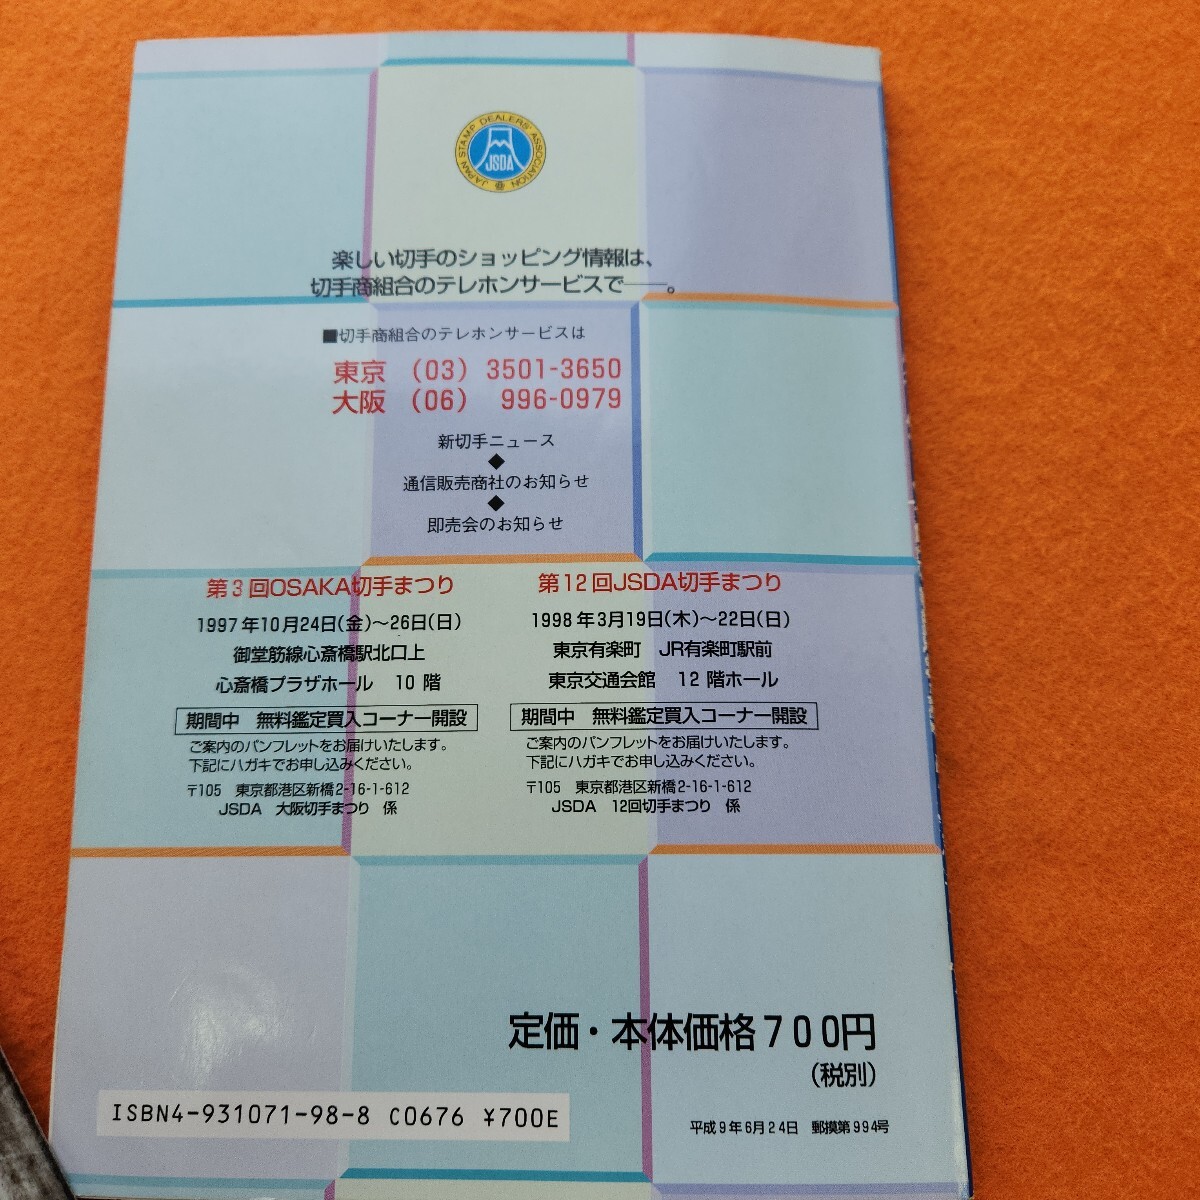 JAPAN STAMP DEALERS' ASSOCIATION
JSDA
楽しい切手のショッピング情報は、
切手商組合のテレホンサービスで──。
■切手商組合のテレホンサービスは
東京 (03) 3501-3650
大阪 (06) 996-0979
新切手ニュース
◆
通信販売商社のお知らせ
◆
即売会のお知らせ
第3回OSAKA切手まつり
1997年10月24日(金)〜26日(日)
御堂筋線心斎橋駅北口上
心斎橋プラザホール 10階
期間中 無料鑑定買入コーナー開設
ご案内のパンフレットをお届けいたします。
下記にハガキでお申し込みください。
〒105 東京都港区新橋2-16-1-612
JSDA 大阪切手まつり 係
第12回JSDA切手まつり
1998年3月19日(木)〜22日(日)
東京有楽町 JR有楽町駅前
東京交通会館 12階ホール
期間中 無料鑑定買入コーナー開設
ご案内のパンフレットをお届けいたします。
下記にハガキでお申し込みください。
〒105 東京都港区新橋2-16-1-612
JSDA 12回切手まつり 係
定価・本体価格700円
(税別)
ISBN4-931071-98-8 C0676 ¥700E
平成9年6月24日 郵摸第994号